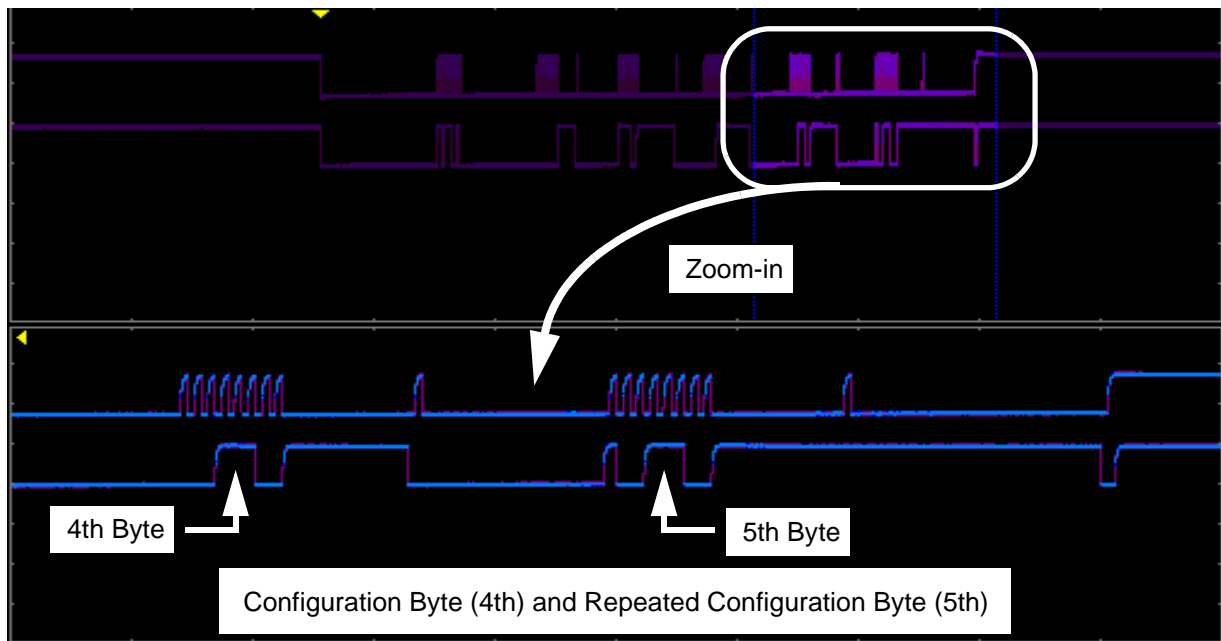 Zoom-in
4th Byte
5th Byte
Configuration Byte (4th) and Repeated Configuration Byte (5th)